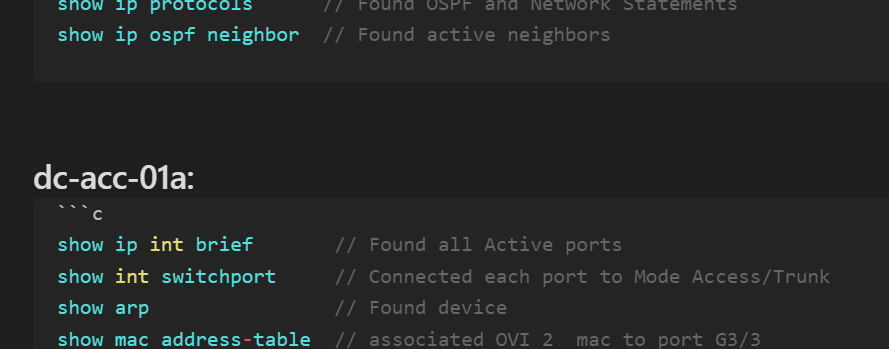 show ip protocols // Found OSPF and Network Statements
show ip ospf neighbor // Found active neighbors
dc-acc-01a:
```c
show ip int brief // Found all Active ports
show int switchport // Connected each port to Mode Access/Trunk
show arp // Found device
show mac address-table // associated OVI 2 mac to port G3/3